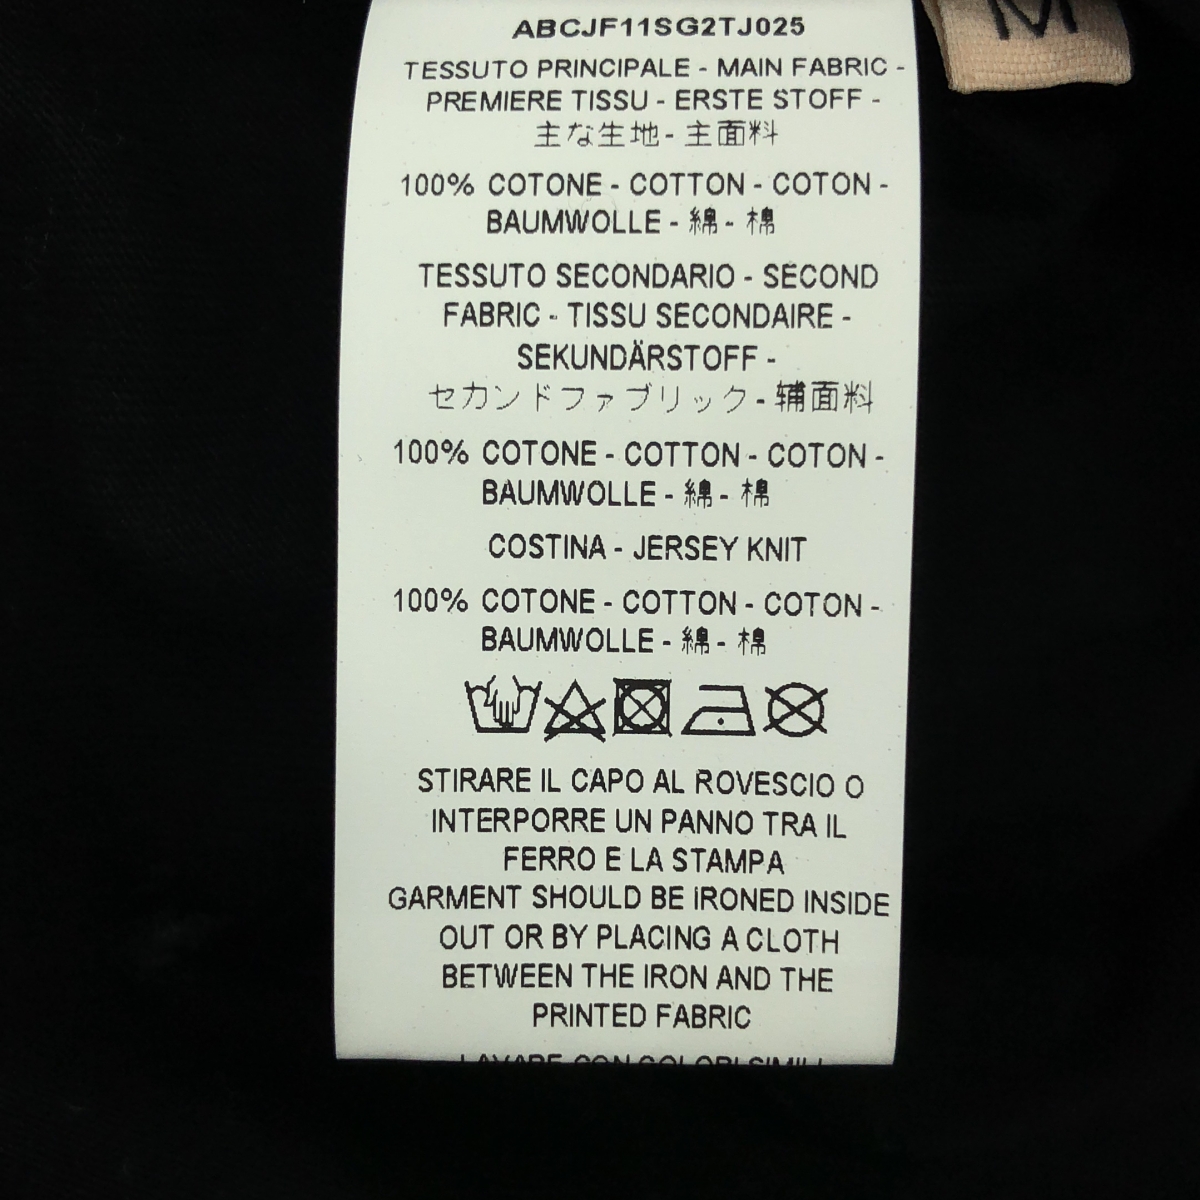 M
ABCJF11SG2TJ025
TESSUTO PRINCIPALE - MAIN FABRIC -
PREMIERE TISSU - ERSTE STOFF -
主な生地 - 主面料
100% COTONE - COTTON - COTON -
BAUMWOLLE - 綿 - 棉
TESSUTO SECONDARIO - SECOND
FABRIC - TISSU SECONDAIRE -
SEKUNDÄRSTOFF -
セカンドファブリック - 辅面料
100% COTONE - COTTON - COTON -
BAUMWOLLE - 綿 - 棉
COSTINA - JERSEY KNIT
100% COTONE - COTTON - COTON -
BAUMWOLLE - 綿 - 棉
STIRARE IL CAPO AL ROVESCIO O
INTERPORRE UN PANNO TRA IL
FERRO E LA STAMPA
GARMENT SHOULD BE IRONED INSIDE
OUT OR BY PLACING A CLOTH
BETWEEN THE IRON AND THE
PRINTED FABRIC
LAVARE CON COLORI SIMILI